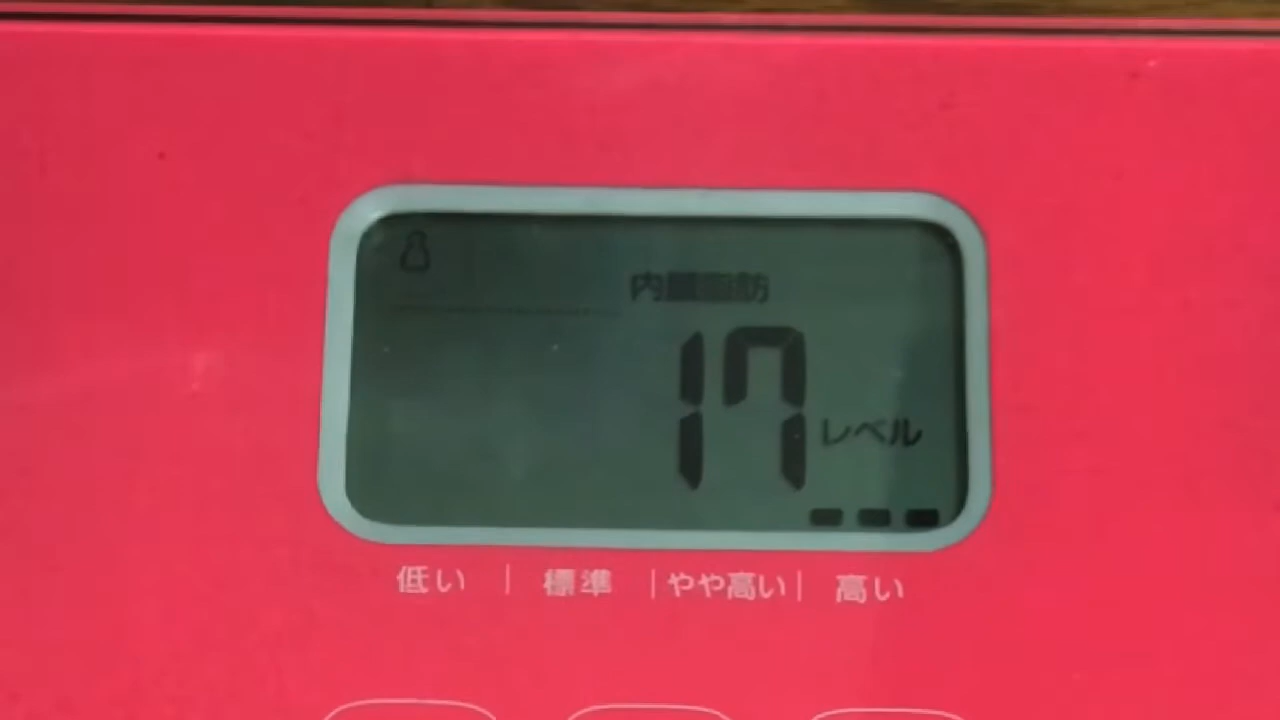 内臓脂肪
17 レベル
低い | 標準 | やや高い | 高い